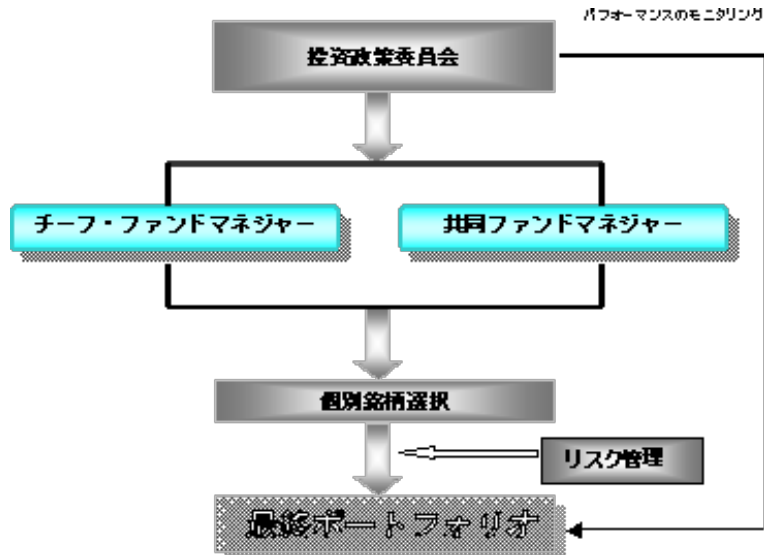 パフォーマンスのモニタリング
投資政策委員会
チーフ・ファンドマネジャー
共同ファンドマネジャー
個別銘柄選択
リスク管理
最終ポートフォリオ